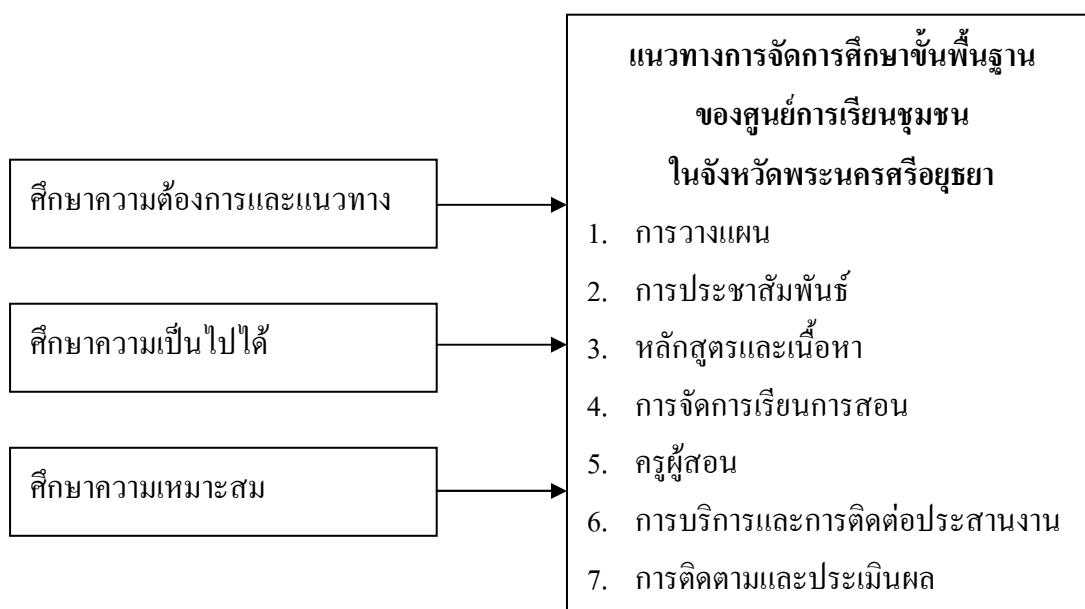 ศึกษาความต้องการและแนวทาง
ศึกษาความเป็นไปได้
ศึกษาความเหมาะสม
แนวทางการจัดการศึกษาขั้นพื้นฐาน
ของศูนย์การเรียนชุมชน
ในจังหวัดพระนครศรีอยุธยา
1. การวางแผน
2. การประชาสัมพันธ์
3. หลักสูตรและเนื้อหา
4. การจัดการเรียนการสอน
5. ครูผู้สอน
6. การบริการและการติดต่อประสานงาน
7. การติดตามและประเมินผล